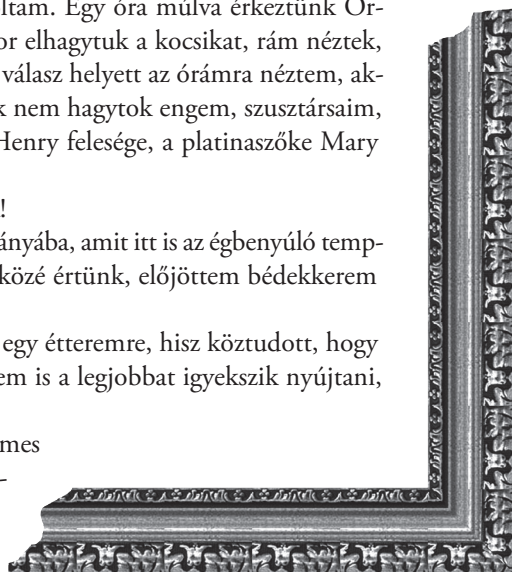 oltam. Egy óra múlva érkeztünk Or-
or elhagytuk a kocsikat, rám néztek,
válasz helyett az órámra néztem, ak-
k nem hagytok engem, szusztársaim,
Henry felesége, a platinaszőke Mary
!
ányába, amit itt is az égbenyúló temp-
közé értünk, előjöttem bédekkerem
egy étteremre, hisz köztudott, hogy
em is a legjobbat igyekszik nyújtani,
mes